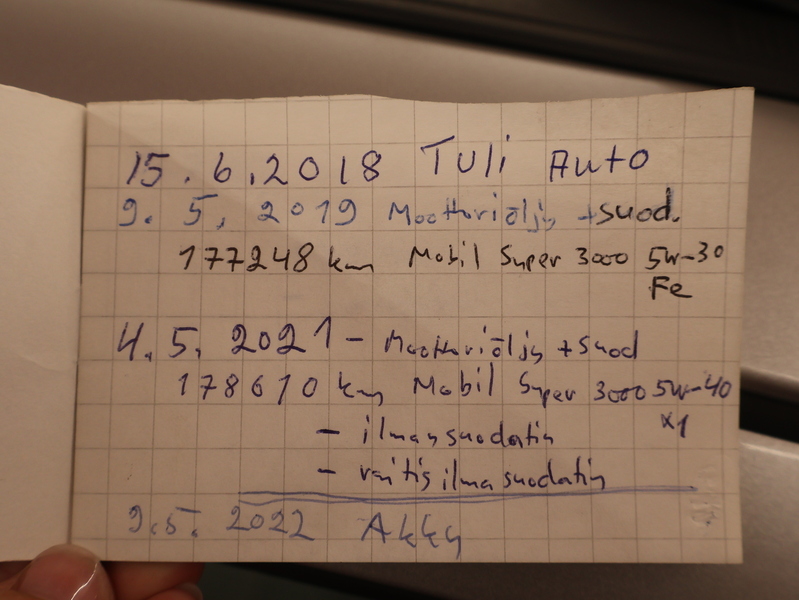 15.6.2018 Tuli Auto
9.5.2019 Moottoriöljy +suod.
177248 km Mobil Super 3000 5w-30
Fe
4.5.2021 - Moottoriöljy +suod
178610 km Mobil Super 3000 5w-40
x1
- ilmansuodatin
- raitisilmasuodatin
9.5.2022 Akku